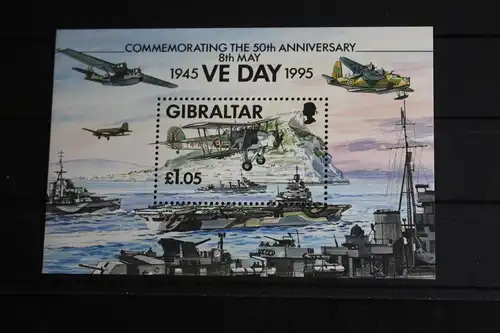 COMMEMORATING THE 50th ANNIVERSARY
8th MAY
1945 VE DAY 1995
GIBRALTAR
£1.05